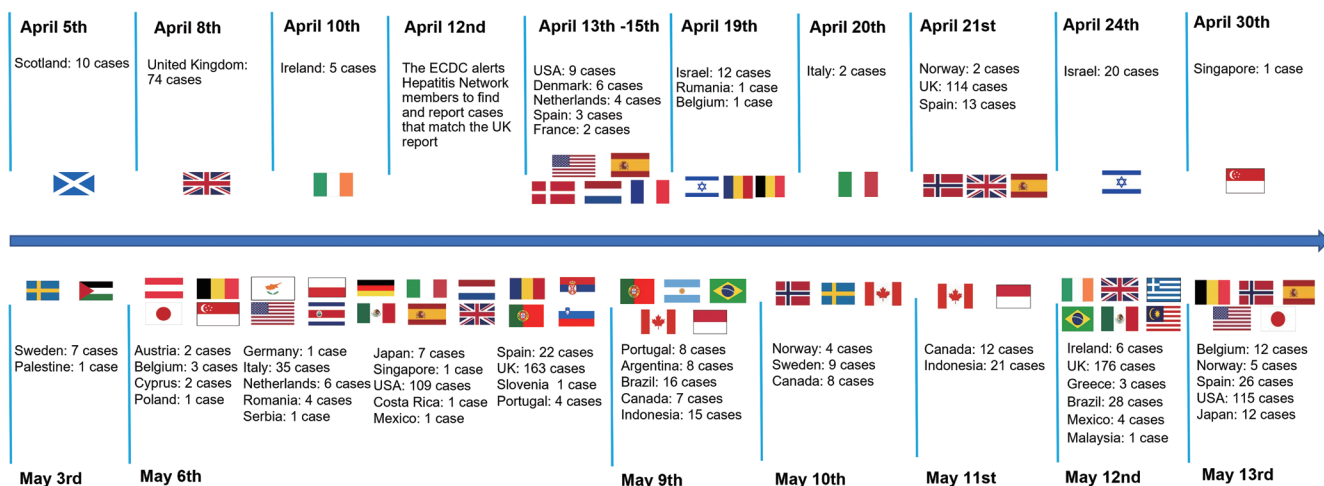 April 5th
Scotland: 10 cases
April 8th
United Kingdom:
74 cases
April 10th
Ireland: 5 cases
April 12nd
The ECDC alerts
Hepatitis Network
members to find
and report cases
that match the UK
report
April 13th -15th
USA: 9 cases
Denmark: 6 cases
Netherlands: 4 cases
Spain: 3 cases
France: 2 cases
April 19th
Israel: 12 cases
Rumania: 1 case
Belgium: 1 case
April 20th
Italy: 2 cases
April 21st
Norway: 2 cases
UK: 114 cases
Spain: 13 cases
April 24th
Israel: 20 cases
April 30th
Singapore: 1 case
Sweden: 7 cases
Palestine: 1 case
May 3rd
Austria: 2 cases
Belgium: 3 cases
Cyprus: 2 cases
Poland: 1 case
Germany: 1 case
Italy: 35 cases
Netherlands: 6 cases
Romania: 4 cases
Serbia: 1 case
Japan: 7 cases
Singapore: 1 case
USA: 109 cases
Costa Rica: 1 case
Mexico: 1 case
Spain: 22 cases
UK: 163 cases
Slovenia 1 case
Portugal: 4 cases
May 6th
Portugal: 8 cases
Argentina: 8 cases
Brazil: 16 cases
Canada: 7 cases
Indonesia: 15 cases
May 9th
Norway: 4 cases
Sweden: 9 cases
Canada: 8 cases
May 10th
Canada: 12 cases
Indonesia: 21 cases
May 11st
Ireland: 6 cases
UK: 176 cases
Greece: 3 cases
Brazil: 28 cases
Mexico: 4 cases
Malaysia: 1 case
May 12nd
Belgium: 12 cases
Norway: 5 cases
Spain: 26 cases
USA: 115 cases
Japan: 12 cases
May 13rd